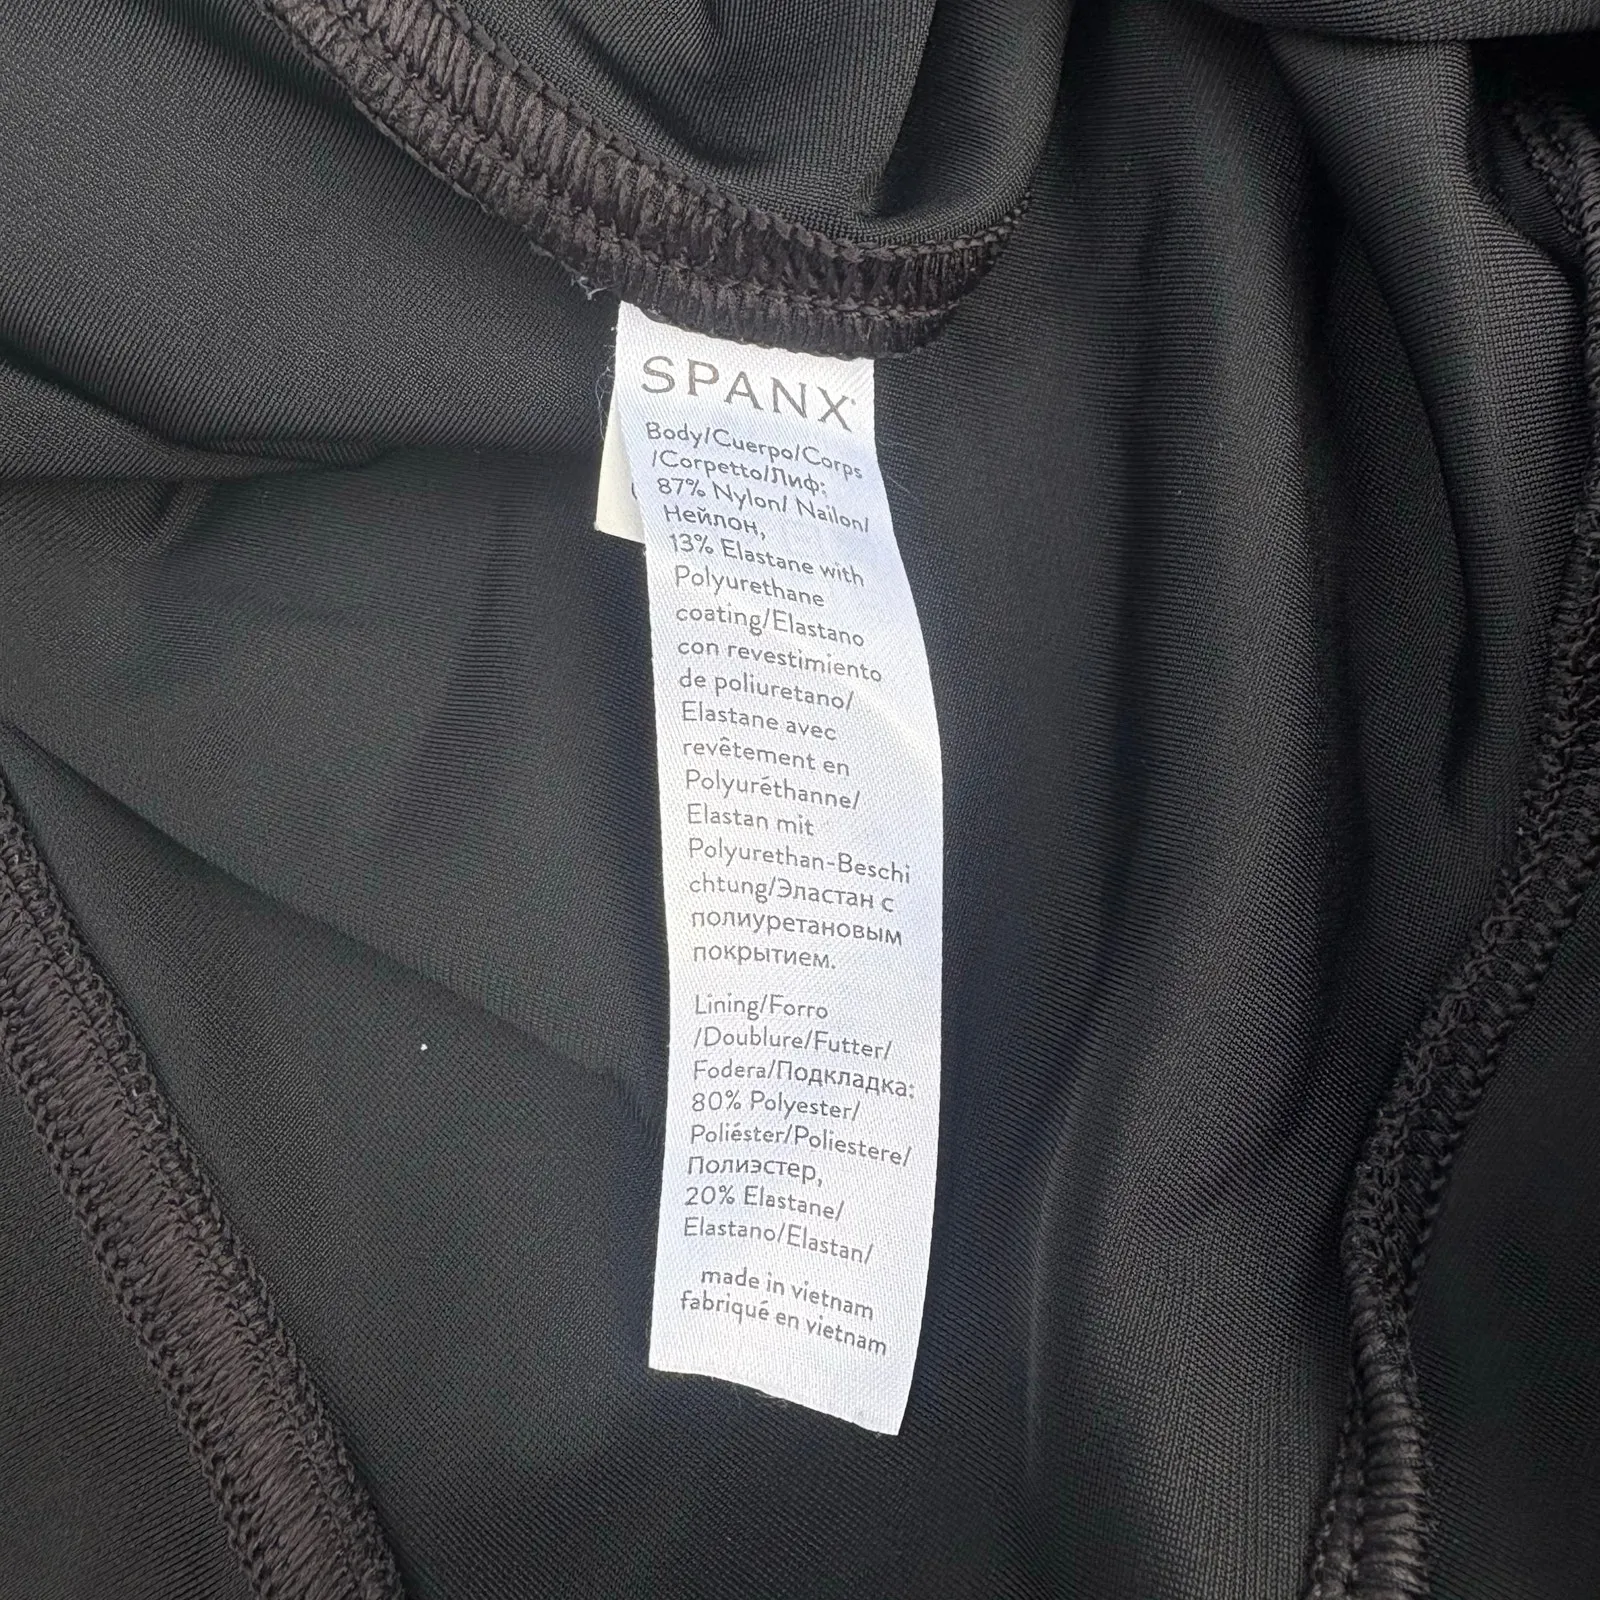 SPANX
Body/Cuerpo/Corps
/Corpetto/Лиф:
87% Nylon/ Nailon/
Нейлон,
13% Elastane with
Polyurethane
coating/Elastano
con revestimiento
de poliuretano/
Elastane avec
revêtement en
Polyuréthanne/
Elastan mit
Polyurethan-Beschi
chtung/Эластан с
полиуретановым
покрытием.
Lining/Forro
/Doublure/Futter/
Fodera/Подкладка:
80% Polyester/
Poliéster/Poliestere/
Полиэстер,
20% Elastane/
Elastano/Elastan/
made in vietnam
fabriqué en vietnam